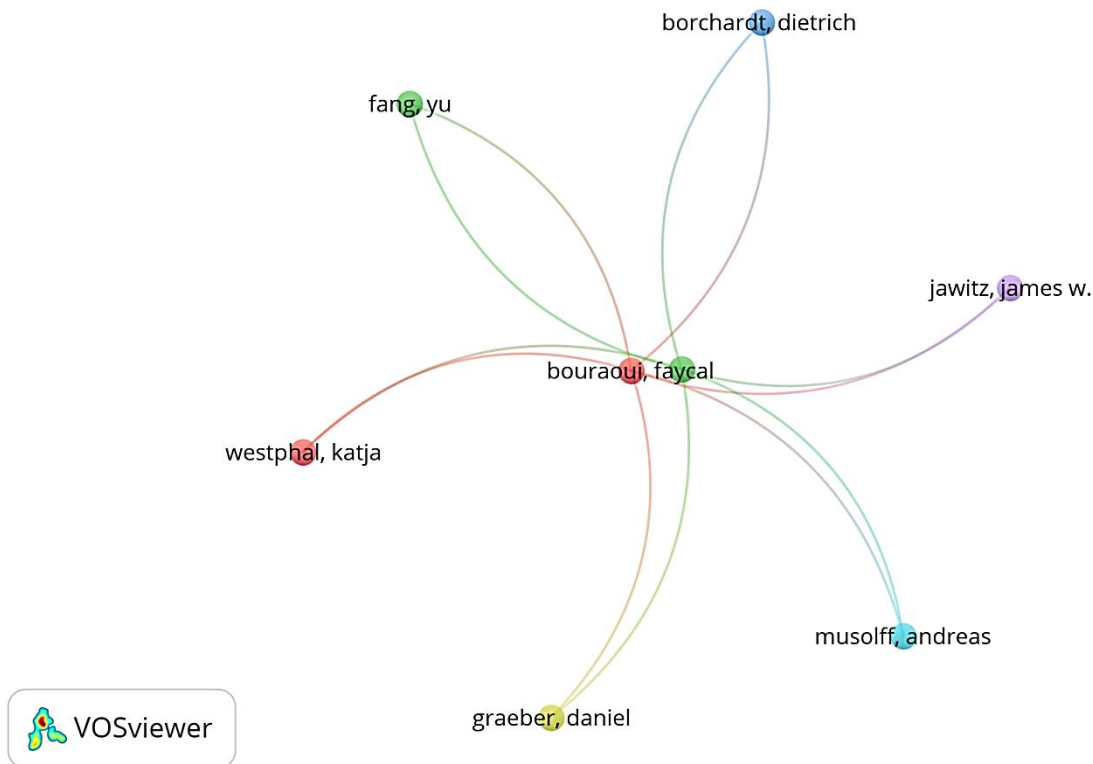 borchardt, dietrich
fang, yu
jawitz, james w.
bouraoui, faycal
westphal, katja
musolff, andreas
graeber, daniel
VOSviewer